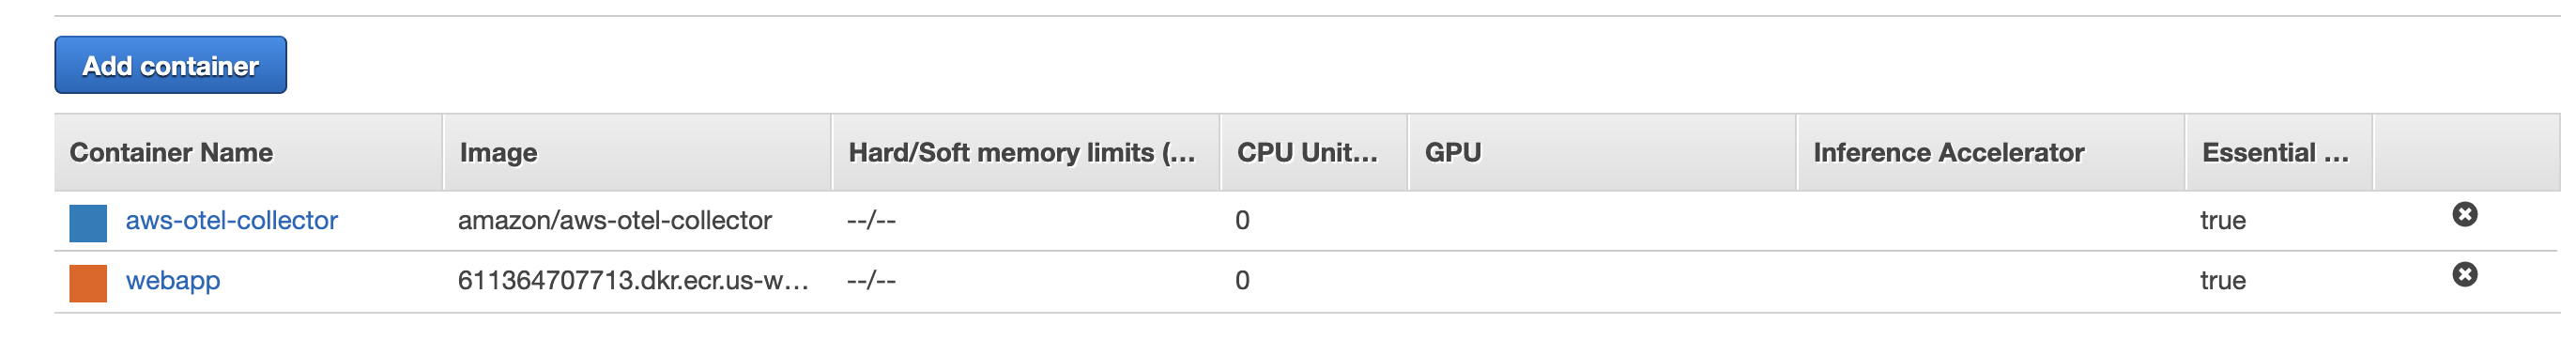 Add container
Container Name Image Hard/Soft memory limits (... CPU Unit... GPU Inference Accelerator Essential ...
aws-otel-collector amazon/aws-otel-collector --/-- 0 true
webapp 611364707713.dkr.ecr.us-w... --/-- 0 true